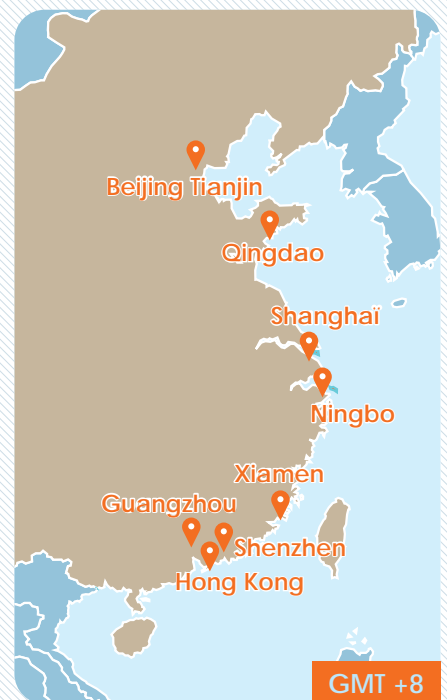 Beijing Tianjin
Qingdao
Shanghaï
Ningbo
Xiamen
Guangzhou
Shenzhen
Hong Kong
GMT +8